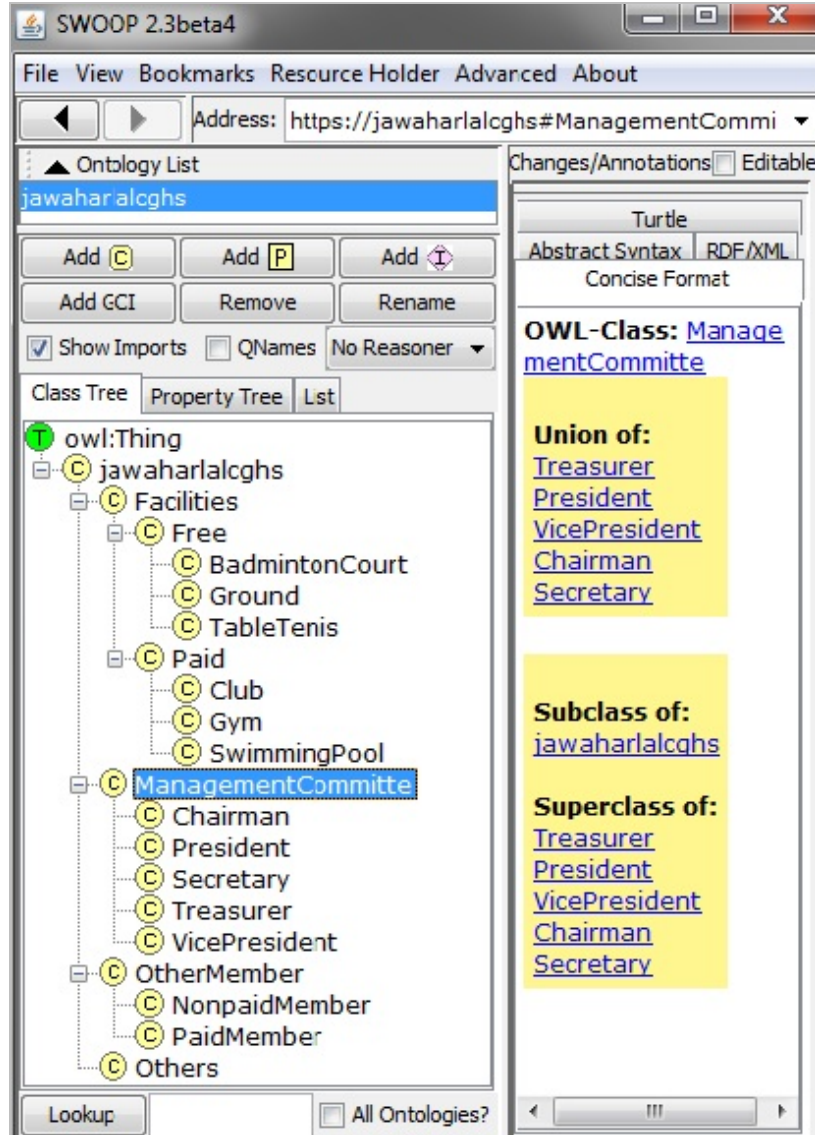 SWOOP 2.3beta4
File View Bookmarks Resource Holder Advanced About
Address: https://jawaharlalcghs#ManagementCommi
Ontology List
jawaharlalcghs
Add C Add P Add I
Add GCI Remove Rename
Show Imports QNames No Reasoner
Class Tree Property Tree List
T owl:Thing
C jawaharlalcghs
C Facilities
C Free
C BadmintonCourt
C Ground
C TableTenis
C Paid
C Club
C Gym
C SwimmingPool
C ManagementCommitte
C Chairman
C President
C Secretary
C Treasurer
C VicePresident
C OtherMember
C NonpaidMember
C PaidMember
C Others
Lookup All Ontologies?
Changes/Annotations Editable
Turtle
Abstract Syntax RDF/XML
Concise Format
OWL-Class: Manage
mentCommitte
Union of:
Treasurer
President
VicePresident
Chairman
Secretary
Subclass of:
jawaharlalcghs
Superclass of:
Treasurer
President
VicePresident
Chairman
Secretary